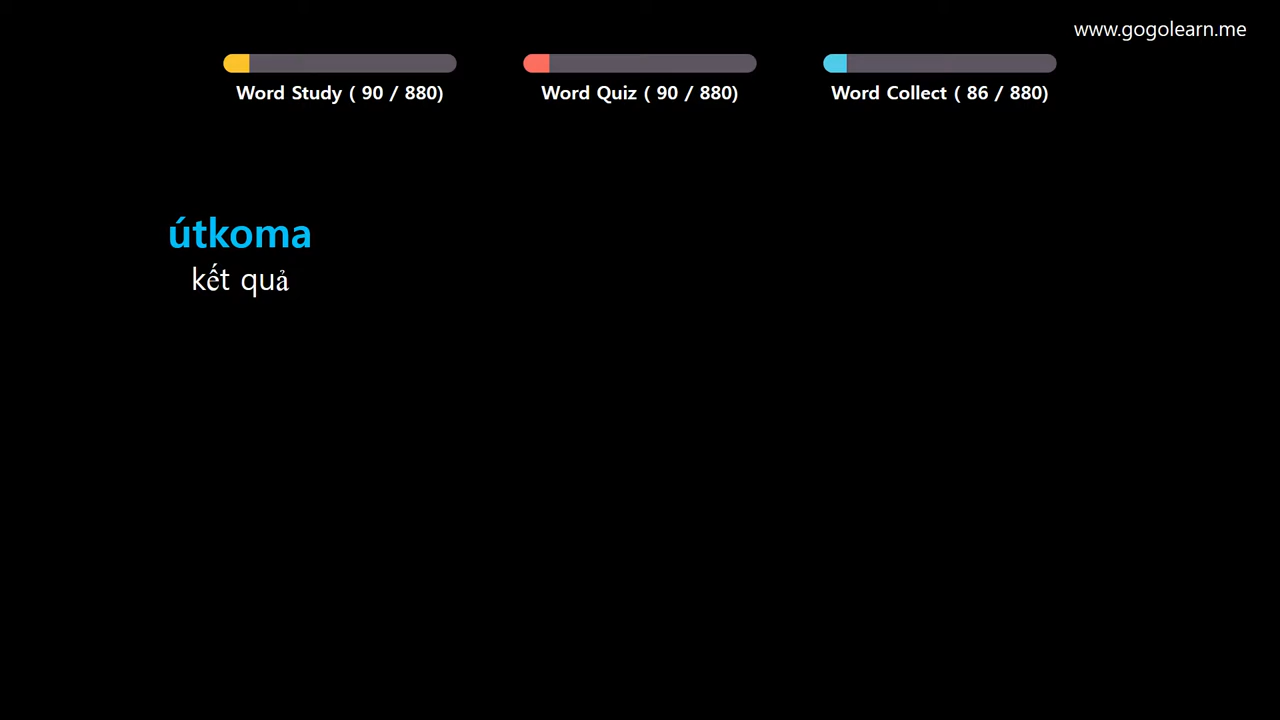 www.gogolearn.me
Word Study ( 90 / 880)
Word Quiz ( 90 / 880)
Word Collect ( 86 / 880)
útkoma
kết quả